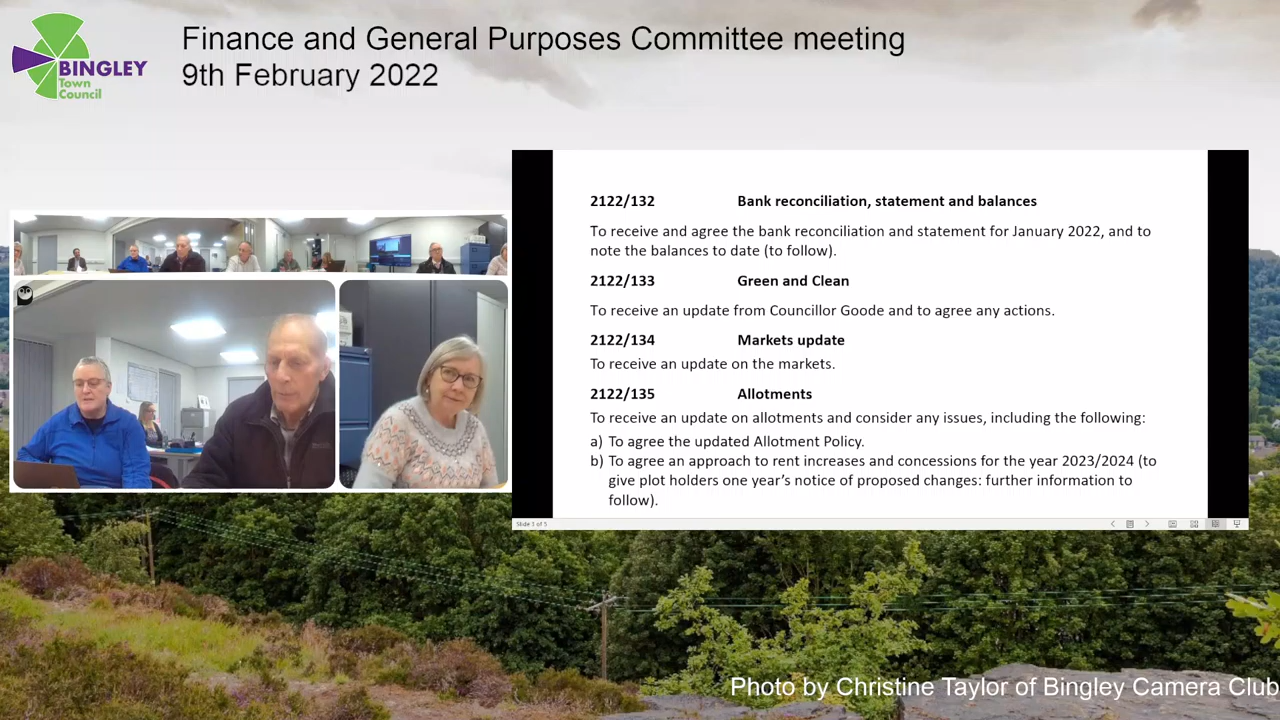 BINGLEY
Town
Council
Finance and General Purposes Committee meeting
9th February 2022
2122/132 Bank reconciliation, statement and balances
To receive and agree the bank reconciliation and statement for January 2022, and to
note the balances to date (to follow).
2122/133 Green and Clean
To receive an update from Councillor Goode and to agree any actions.
2122/134 Markets update
To receive an update on the markets.
2122/135 Allotments
To receive an update on allotments and consider any issues, including the following:
a) To agree the updated Allotment Policy.
b) To agree an approach to rent increases and concessions for the year 2023/2024 (to
give plot holders one year’s notice of proposed changes: further information to
follow).
Slide 1 of 5
Photo by Christine Taylor of Bingley Camera Club